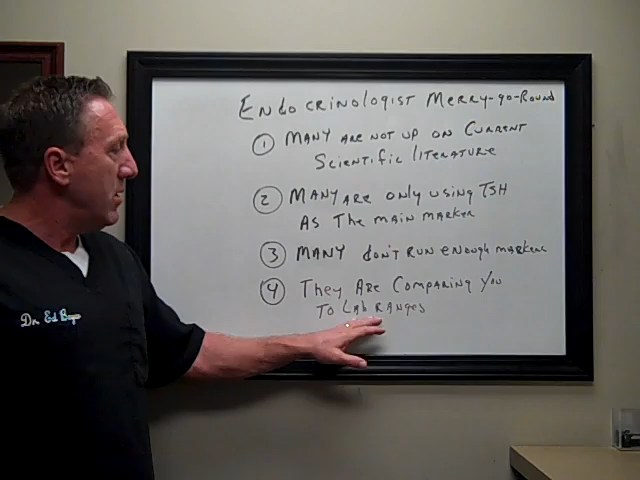 Endocrinologist Merry-go-Round
① Many are not up on Current
Scientific literature
② Many are only using TSH
As The main marker
③ Many don't run enough markers
④ They Are Comparing You
To Lab Ranges
Dr. Ed